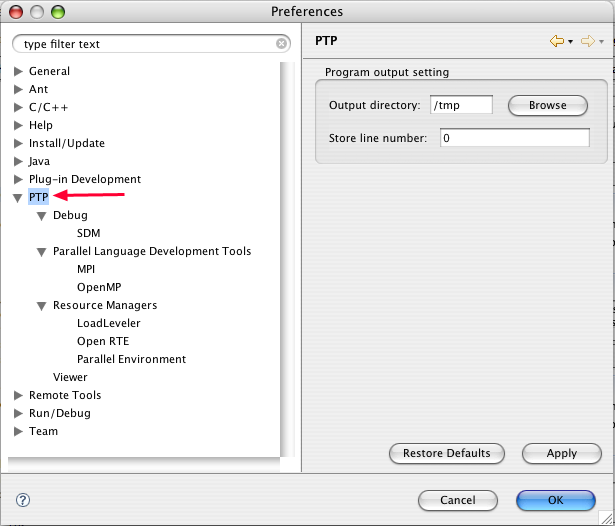 Preferences
type filter text
General
Ant
C/C++
Help
Install/Update
Java
Plug-in Development
PTP
Debug
SDM
Parallel Language Development Tools
MPI
OpenMP
Resource Managers
LoadLeveler
Open RTE
Parallel Environment
Viewer
Remote Tools
Run/Debug
Team
PTP
Program output setting
Output directory: /tmp Browse
Store line number: 0
Restore Defaults Apply
? Cancel OK